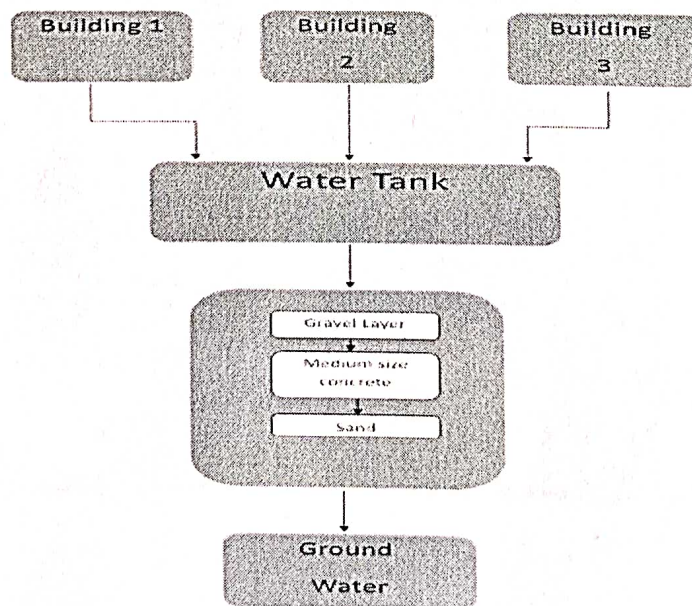 Building 1
Building
2
Building
3
Water Tank
Gravel Layer
Medium size
concrete
Sand
Ground
Water